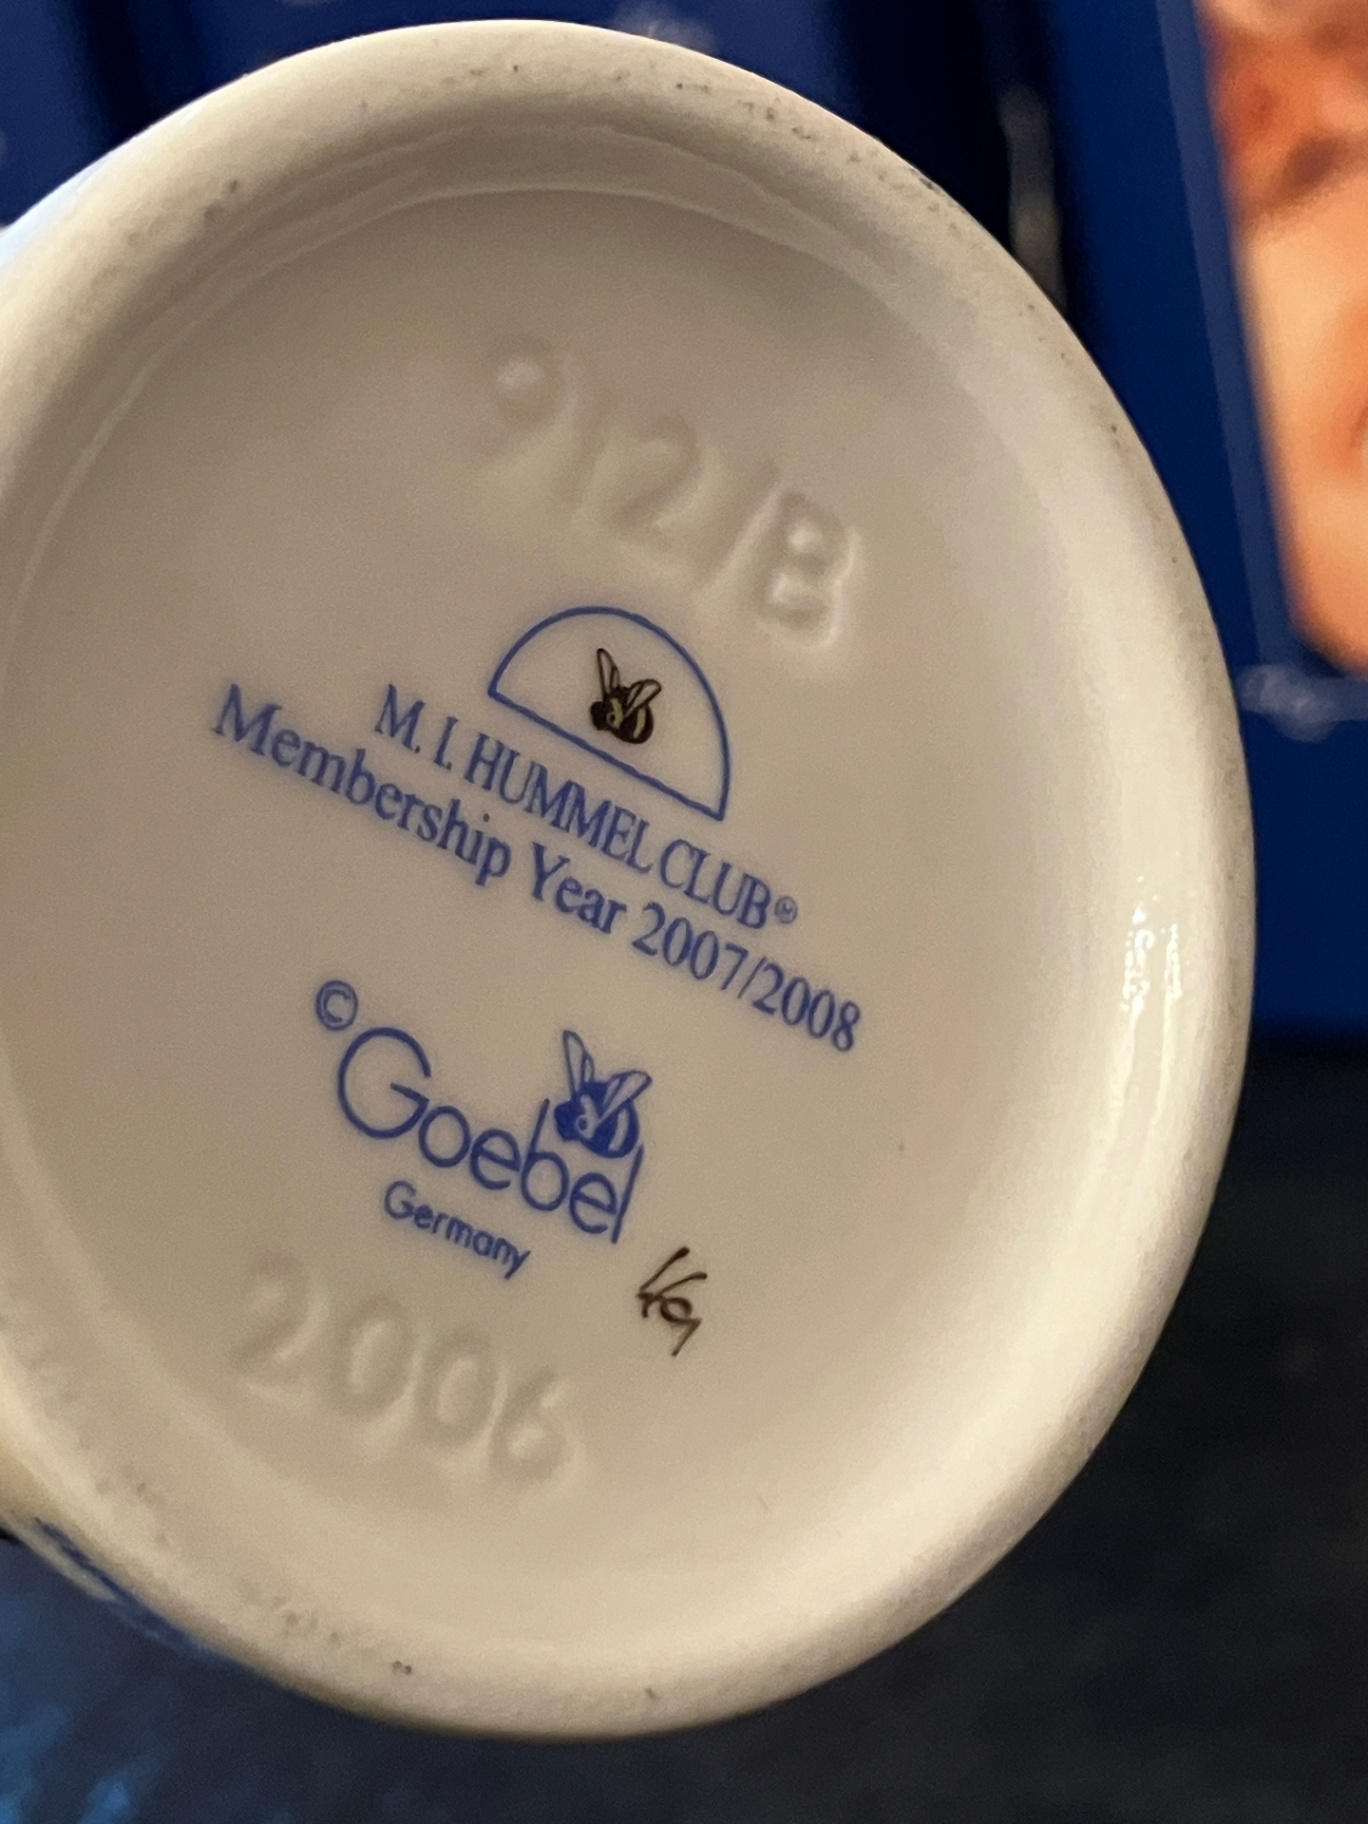 912/B
M. I. HUMMEL CLUB®
Membership Year 2007/2008
© Goebel
Germany
2006